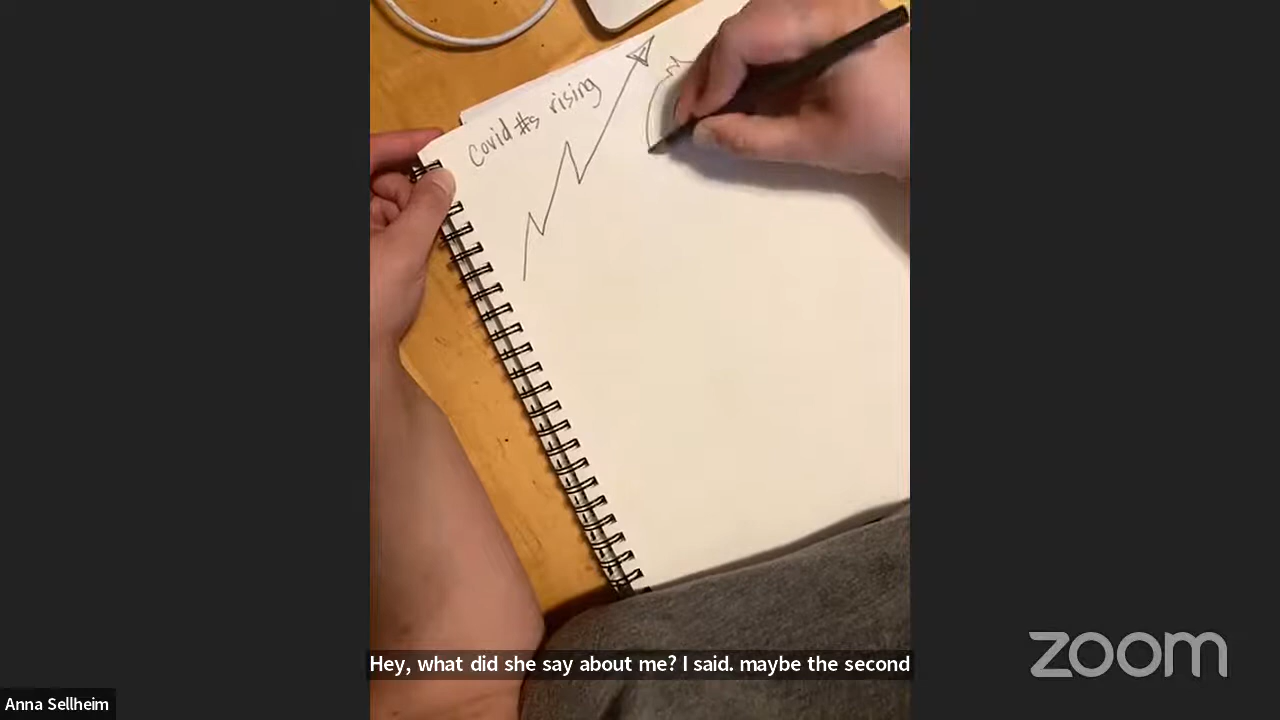 Covid #s rising
Hey, what did she say about me? I said. maybe the second
zoom
Anna Sellheim